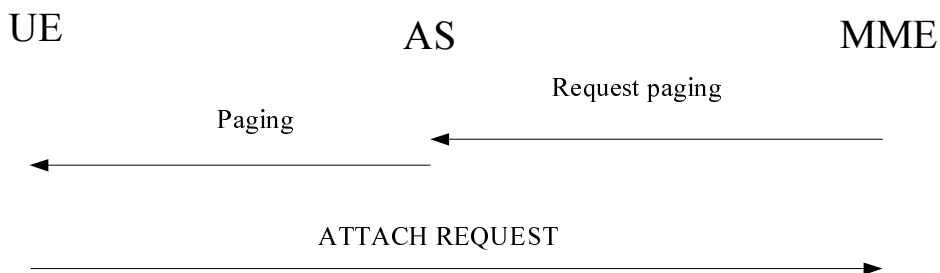 UE
AS
MME
Request paging
Paging
ATTACH REQUEST